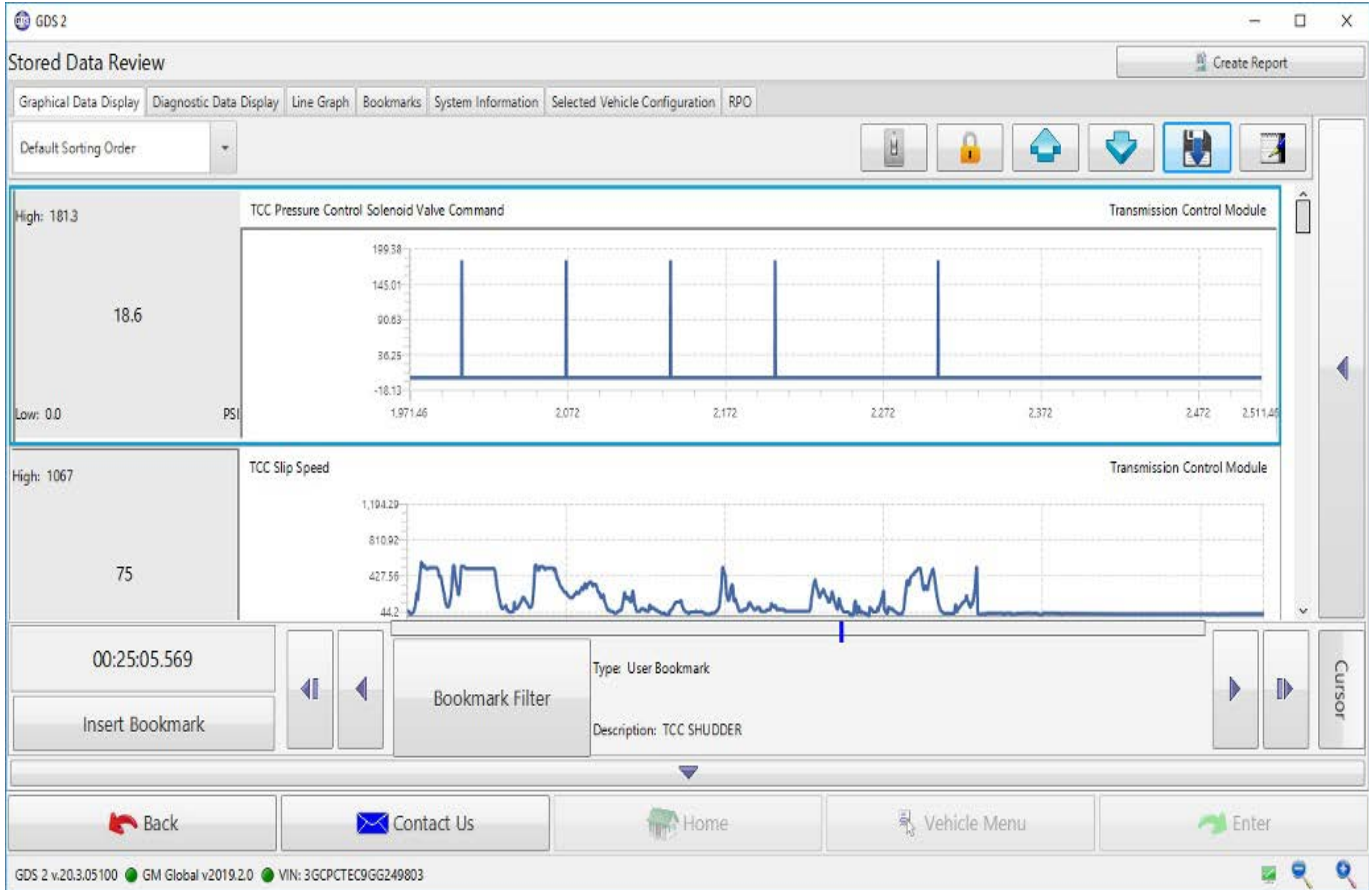 GDS 2
Stored Data Review
Create Report
Graphical Data Display Diagnostic Data Display Line Graph Bookmarks System Information Selected Vehicle Configuration RPO
Default Sorting Order
High: 181.3
TCC Pressure Control Solenoid Valve Command
Transmission Control Module
18.6
Low: 0.0
PSI
199.38
145.01
90.63
36.25
-18.13
1,971.46 2,072 2,172 2,272 2,372 2,472 2,511.46
High: 1067
TCC Slip Speed
Transmission Control Module
75
1,194.29
810.92
427.56
44.2
00:25:05.569
Insert Bookmark
Bookmark Filter
Type: User Bookmark
Description: TCC SHUDDER
Cursor
Back
Contact Us
Home
Vehicle Menu
Enter
GDS 2 v.20.3.05100 GM Global v2019.2.0 VIN: 3GCPCTEC9GG249803